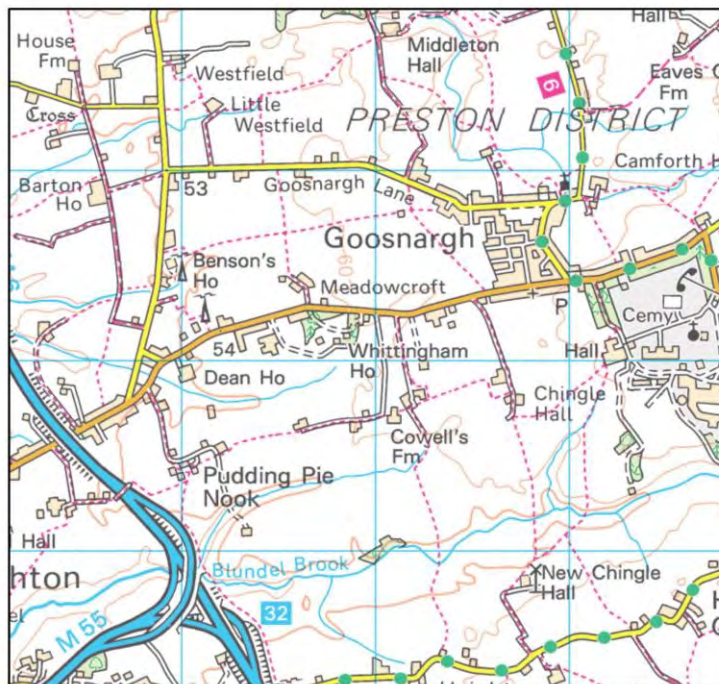 House
Fm
Westfield
Middleton
Hall
Hall
Eaves
Fm
6
Cross
Little
Westfield
PRESTON DISTRICT
Camforth H
Barton
Ho
53
Goosnargh Lane
Goosnargh
Benson's
Ho
60
Meadowcroft
P
Cemy
54
Whittingham
Ho
Hall
Dean Ho
Chingle
Hall
Cowell's
Fm
Pudding Pie
Nook
Hall
hton
Blundel Brook
New Chingle
Hall
el
32
M 55
H